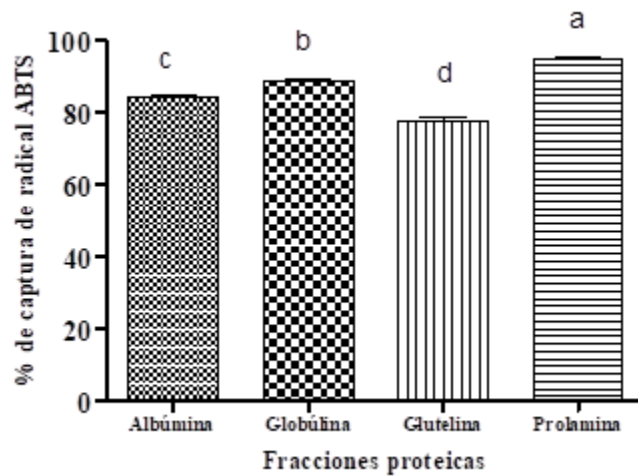 % de captura de radical ABTS
100
80
60
40
20
0
c
b
d
a
Albúmina Globúlina Glutelina Prolamina
Fracciones proteicas